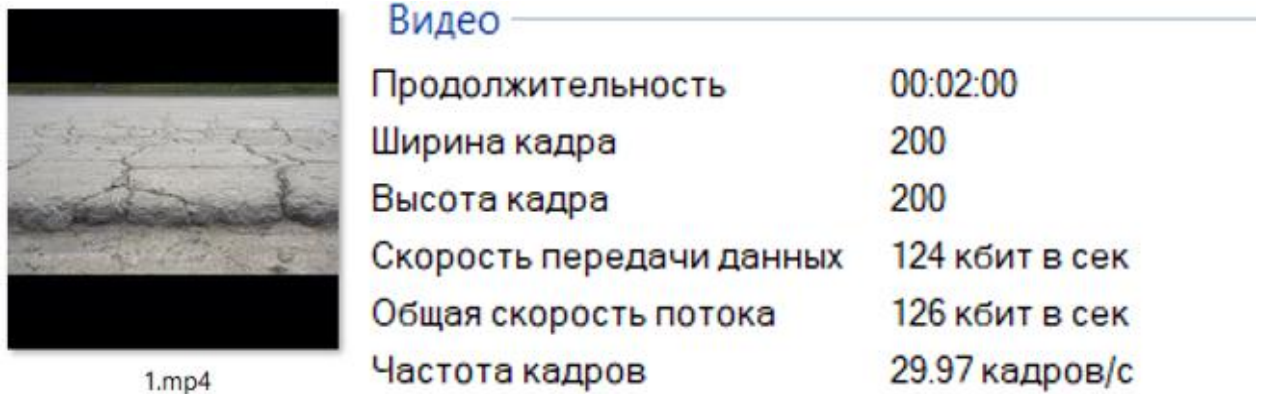 Видео
Продолжительность 00:02:00
Ширина кадра 200
Высота кадра 200
Скорость передачи данных 124 кбит в сек
Общая скорость потока 126 кбит в сек
Частота кадров 29.97 кадров/с
1.mp4